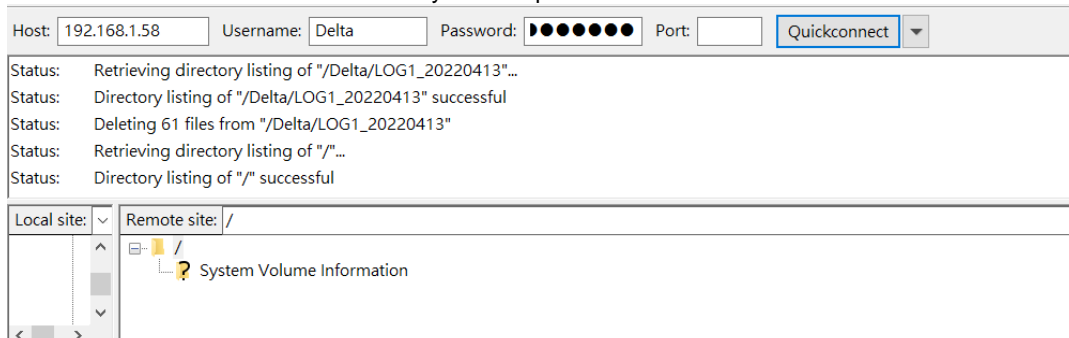 Host: 192.168.1.58 Username: Delta Password: ●●●●●●● Port: Quickconnect
Status: Retrieving directory listing of "/Delta/LOG1_20220413"...
Status: Directory listing of "/Delta/LOG1_20220413" successful
Status: Deleting 61 files from "/Delta/LOG1_20220413"
Status: Retrieving directory listing of "/"...
Status: Directory listing of "/" successful
Local site: Remote site: /
/
System Volume Information